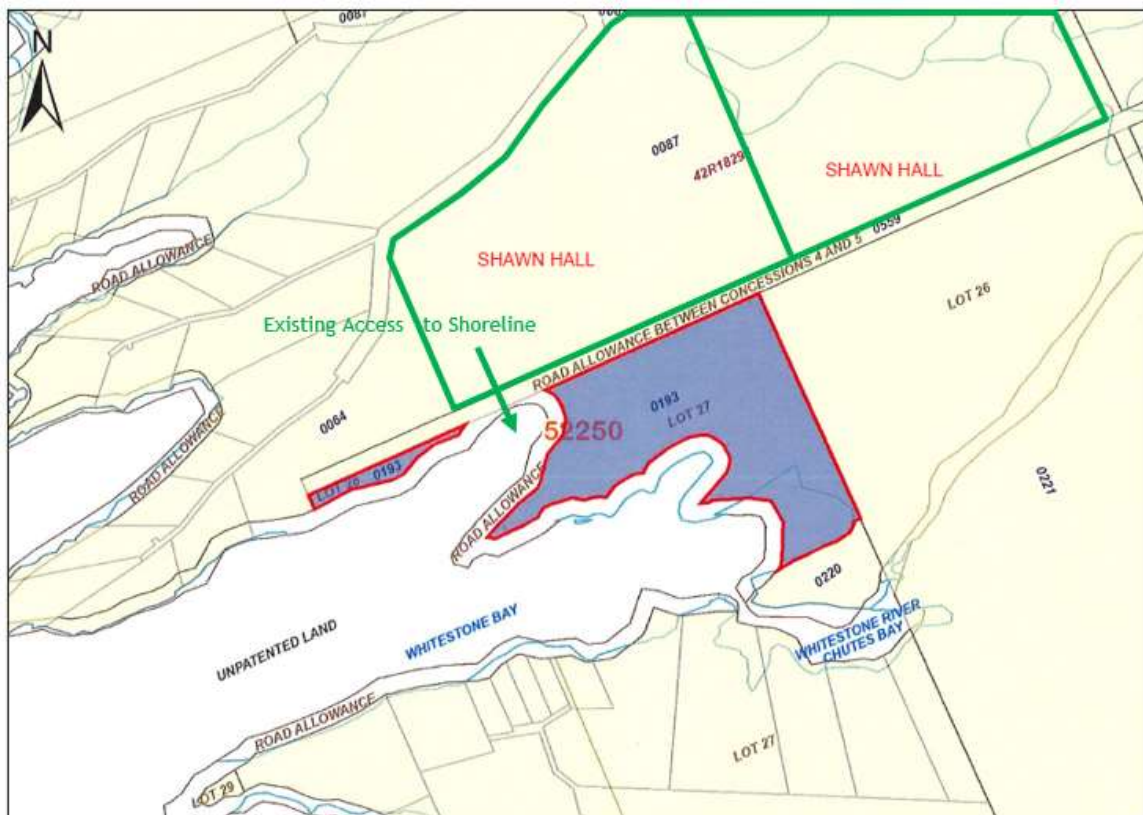 0087
N
0087
42R1829
SHAWN HALL
SHAWN HALL
ROAD ALLOWANCE
0559
ROAD ALLOWANCE BETWEEN CONCESSIONS 4 AND 5
LOT 26
Existing Access to Shoreline
0193
LOT 27
52250
0064
ROAD ALLOWANCE
0193
LOT 28
ROAD ALLOWANCE
0221
0220
WHITESTONE BAY
WHITESTONE RIVER
CHUTES BAY
UNPATENTED LAND
ROAD ALLOWANCE
LOT 27
LOT 29